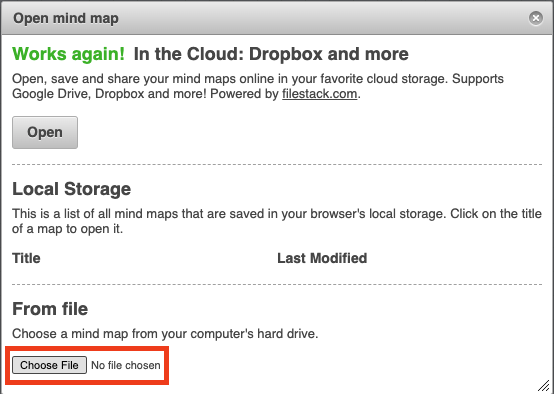 Open mind map
Works again! In the Cloud: Dropbox and more
Open, save and share your mind maps online in your favorite cloud storage. Supports
Google Drive, Dropbox and more! Powered by filestack.com.
Open
Local Storage
This is a list of all mind maps that are saved in your browser's local storage. Click on the title
of a map to open it.
Title Last Modified
From file
Choose a mind map from your computer's hard drive.
Choose File No file chosen